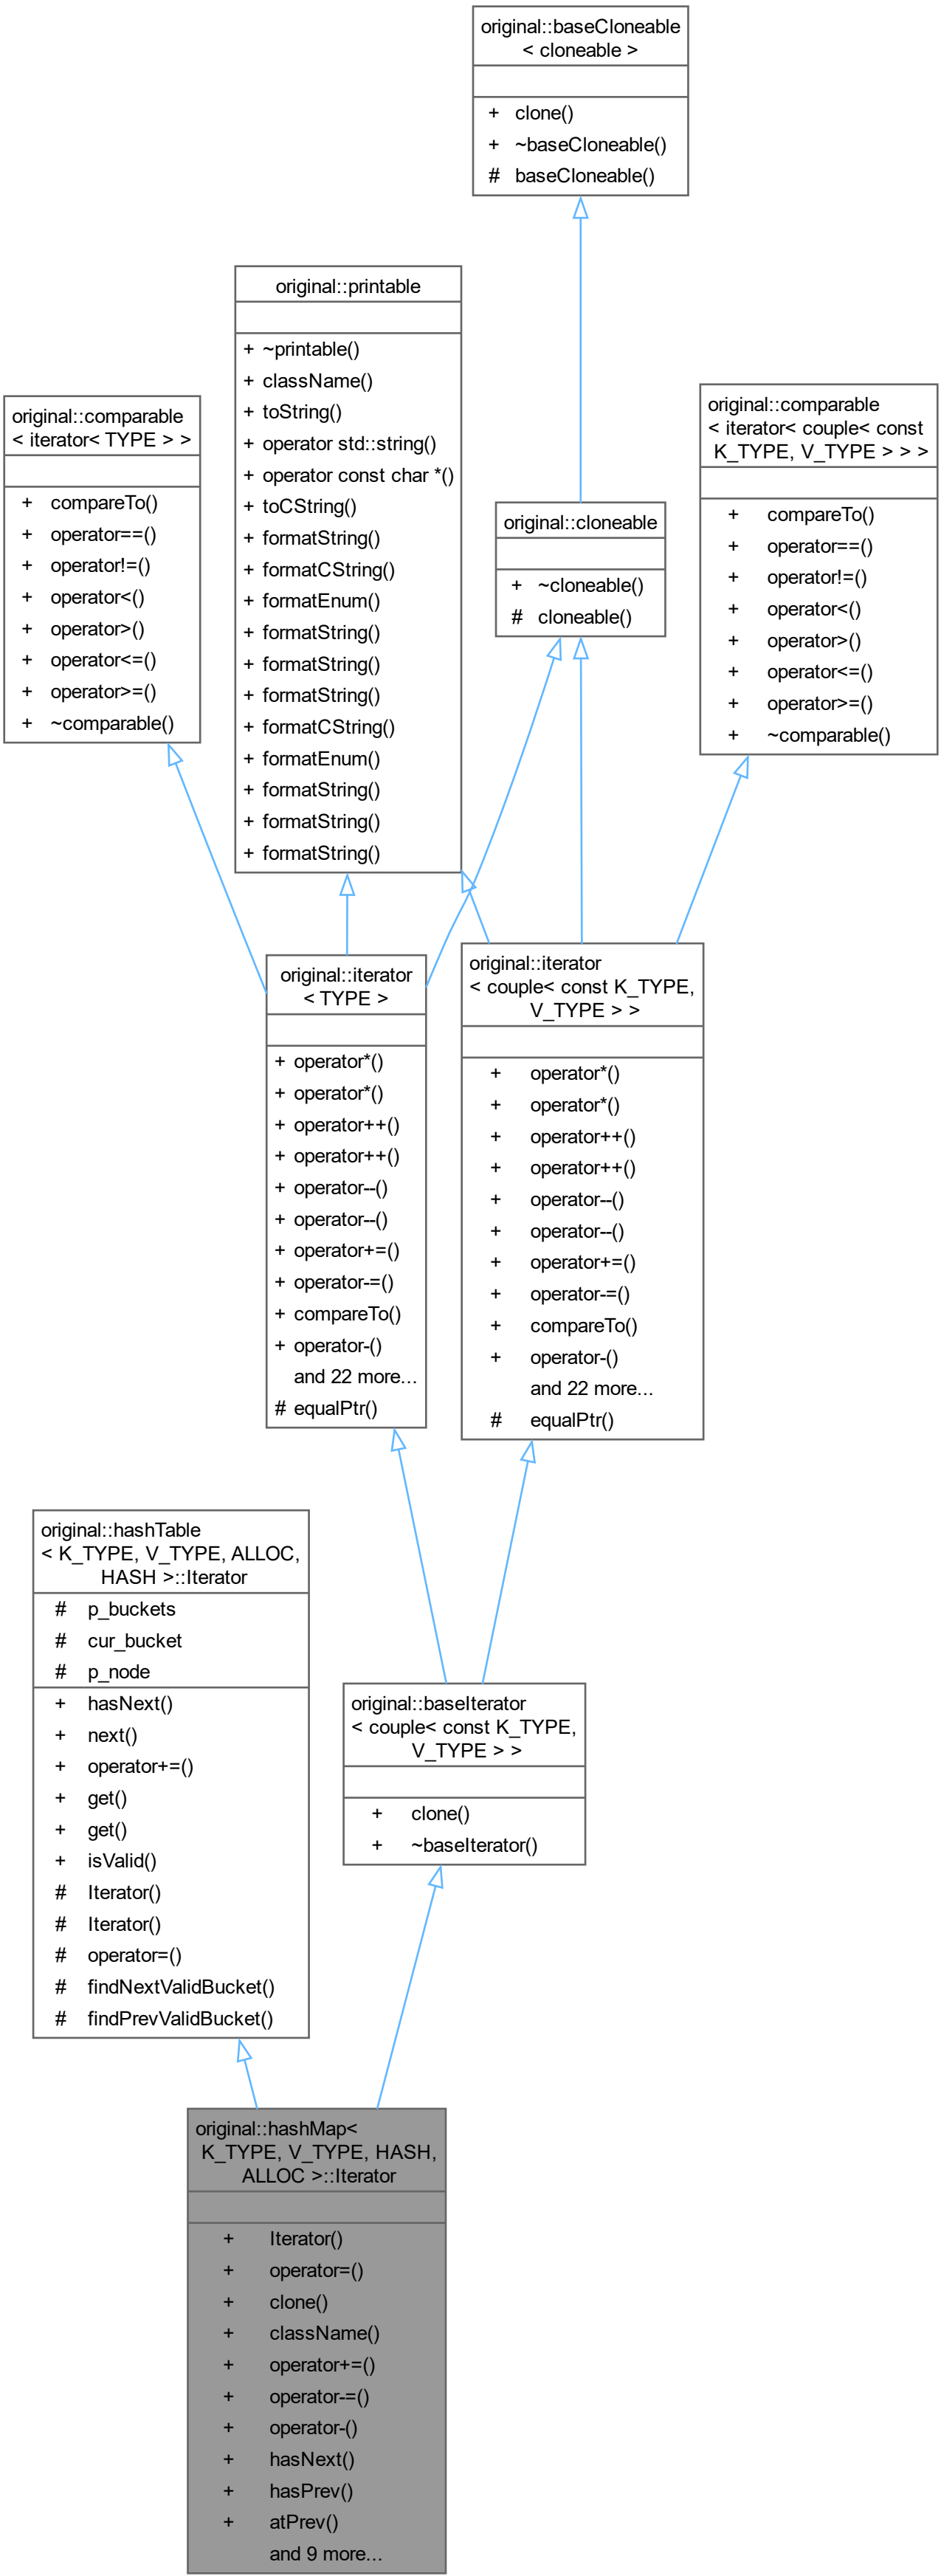 original::baseCloneable
< cloneable >
+ clone()
+ ~baseCloneable()
# baseCloneable()
original::printable
+ ~printable()
+ className()
+ toString()
+ operator std::string()
+ operator const char *()
+ toCString()
+ formatString()
+ formatCString()
+ formatEnum()
+ formatString()
+ formatString()
+ formatString()
+ formatCString()
+ formatEnum()
+ formatString()
+ formatString()
+ formatString()
original::comparable
< iterator< TYPE > >
+ compareTo()
+ operator==()
+ operator!=()
+ operator<()
+ operator>()
+ operator<=()
+ operator>=()
+ ~comparable()
original::cloneable
+ ~cloneable()
# cloneable()
original::comparable
< iterator< couple< const
K_TYPE, V_TYPE > > >
+ compareTo()
+ operator==()
+ operator!=()
+ operator<()
+ operator>()
+ operator<=()
+ operator>=()
+ ~comparable()
original::iterator
< TYPE >
+ operator*()
+ operator*()
+ operator++()
+ operator++()
+ operator--()
+ operator--()
+ operator+=()
+ operator-=()
+ compareTo()
+ operator-()
and 22 more...
# equalPtr()
original::iterator
< couple< const K_TYPE,
V_TYPE > >
+ operator*()
+ operator*()
+ operator++()
+ operator++()
+ operator--()
+ operator--()
+ operator+=()
+ operator-=()
+ compareTo()
+ operator-()
and 22 more...
# equalPtr()
original::hashTable
< K_TYPE, V_TYPE, ALLOC,
HASH >::Iterator
# p_buckets
# cur_bucket
# p_node
+ hasNext()
+ next()
+ operator+=()
+ get()
+ get()
+ isValid()
# Iterator()
# Iterator()
# operator=()
# findNextValidBucket()
# findPrevValidBucket()
original::baseIterator
< couple< const K_TYPE,
V_TYPE > >
+ clone()
+ ~baseIterator()
original::hashMap<
K_TYPE, V_TYPE, HASH,
ALLOC >::Iterator
+ Iterator()
+ operator=()
+ clone()
+ className()
+ operator+=()
+ operator-=()
+ operator-()
+ hasNext()
+ hasPrev()
+ atPrev()
and 9 more...